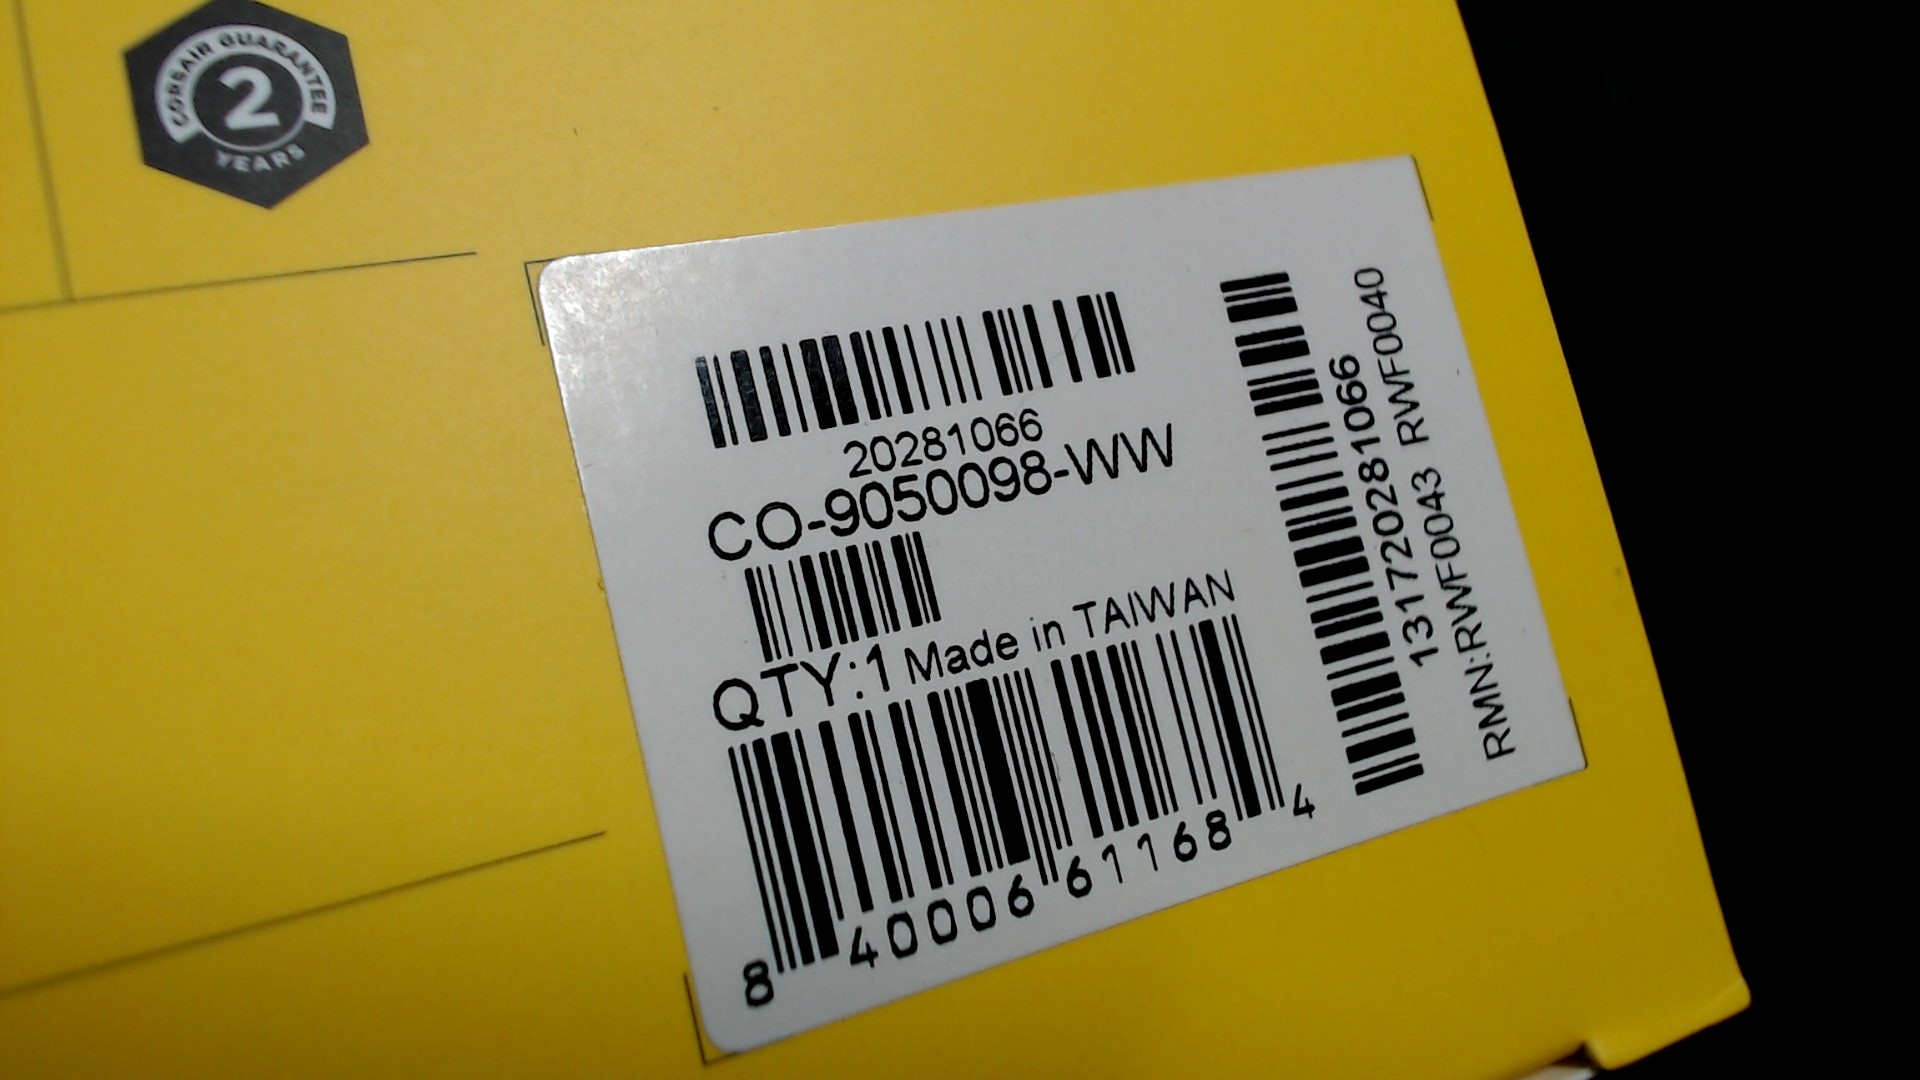 CORSAIR GUARANTEE
2
YEARS
20281066
CO-9050098-WW
QTY:1 Made in TAIWAN
8 40006 61168 4
131720281066
RMN:RWF0043 RWF0040